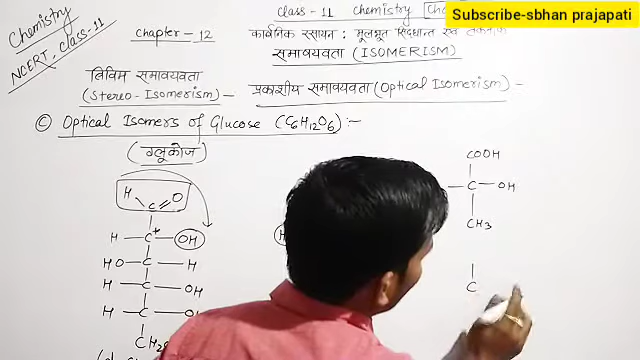 Subscribe-sbhan prajapati
Class-11 Chemistry
Chemistry
NCERT, Class-11
Chapter-12
कार्बनिक रसायन : मूलभूत सिद्धान्त एवं तकनीक
समावयवता (ISOMERISM)
त्रिविम समावयवता
(Stereo-Isomerism)-
प्रकाशीय समावयवता (Optical Isomerism)-
© Optical Isomers of Glucose (C6H12O6) :-
(ग्लूकोज)
H O
C
H - C* - OH
HO - C - H
H - C - OH
H - C -
COOH
- C - OH
CH3
C